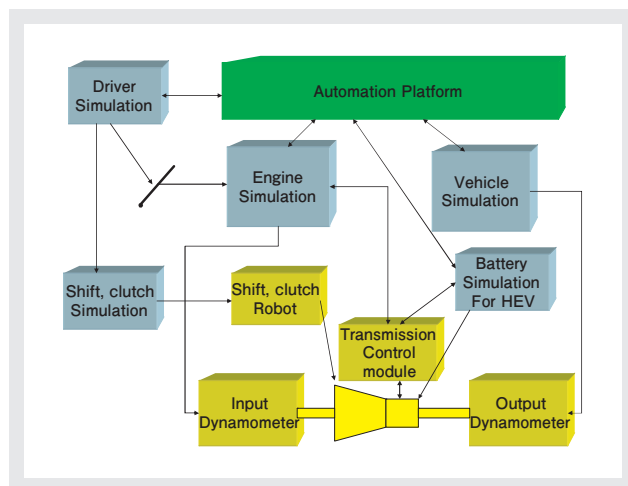 Driver
Simulation
Automation Platform
Engine
Simulation
Vehicle
Simulation
Shift, clutch
Simulation
Shift, clutch
Robot
Battery
Simulation
For HEV
Transmission
Control
module
Input
Dynamometer
Output
Dynamometer